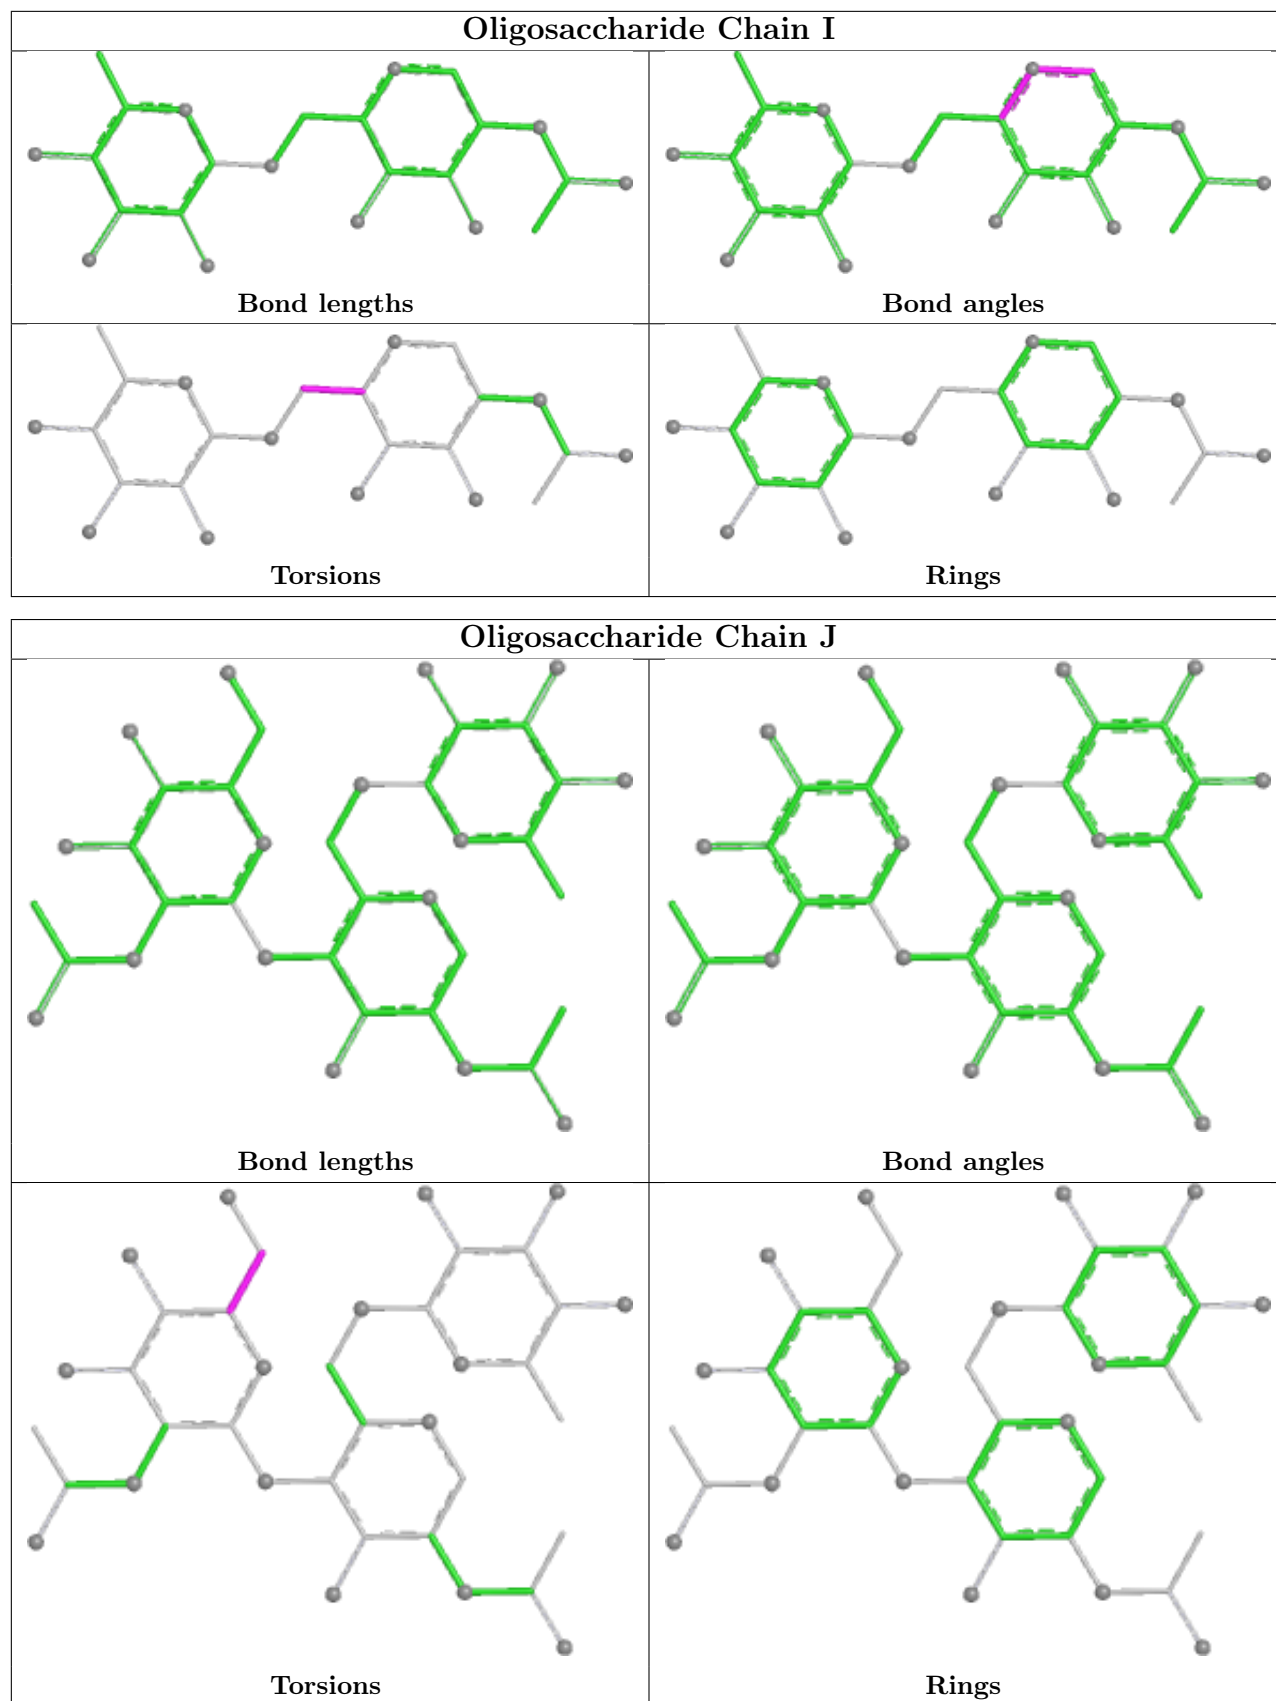 Oligosaccharide Chain I
Bond lengths
Bond angles
Torsions
Rings
Oligosaccharide Chain J
Bond lengths
Bond angles
Torsions
Rings